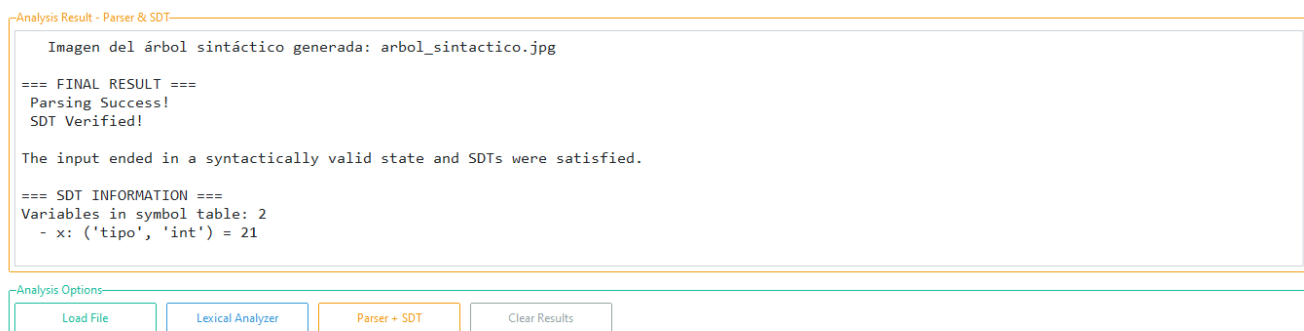 Analysis Result - Parser & SDT
Imagen del árbol sintáctico generada: arbol_sintactico.jpg
=== FINAL RESULT ===
Parsing Success!
SDT Verified!
The input ended in a syntactically valid state and SDTs were satisfied.
=== SDT INFORMATION ===
Variables in symbol table: 2
- x: ('tipo', 'int') = 21
Analysis Options
Load File Lexical Analyzer Parser + SDT Clear Results